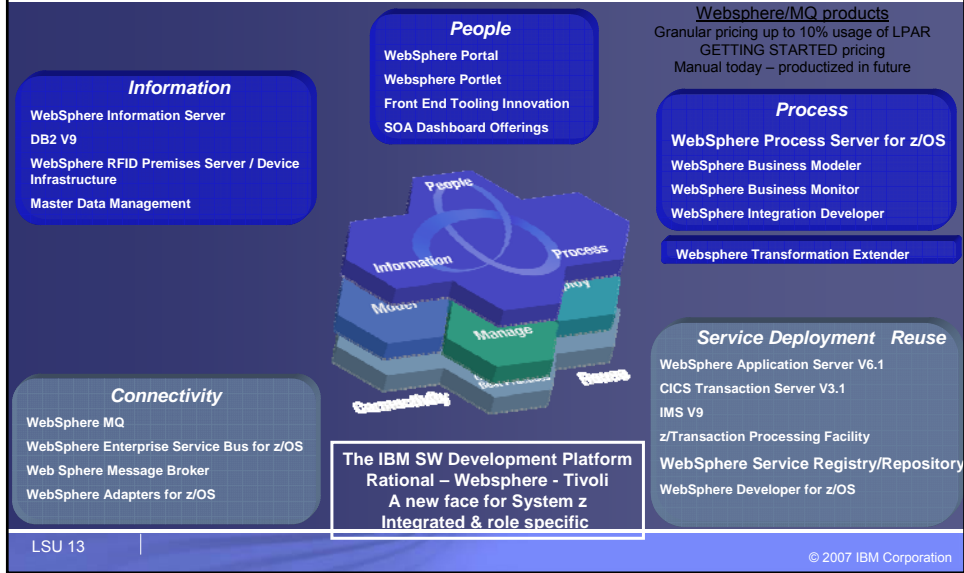 People
WebSphere Portal
Websphere Portlet
Front End Tooling Innovation
SOA Dashboard Offerings
Websphere/MQ products
Granular pricing up to 10% usage of LPAR
GETTING STARTED pricing
Manual today – productized in future
Information
WebSphere Information Server
DB2 V9
WebSphere RFID Premises Server / Device
Infrastructure
Master Data Management
Process
WebSphere Process Server for z/OS
WebSphere Business Modeler
WebSphere Business Monitor
WebSphere Integration Developer
Websphere Transformation Extender
People
Information
Process
Model
Manage
Connectivity
Reuse
Connectivity
WebSphere MQ
WebSphere Enterprise Service Bus for z/OS
Web Sphere Message Broker
WebSphere Adapters for z/OS
The IBM SW Development Platform
Rational – Websphere - Tivoli
A new face for System z
Integrated & role specific
Service Deployment Reuse
WebSphere Application Server V6.1
CICS Transaction Server V3.1
IMS V9
z/Transaction Processing Facility
WebSphere Service Registry/Repository
WebSphere Developer for z/OS
LSU 13
© 2007 IBM Corporation